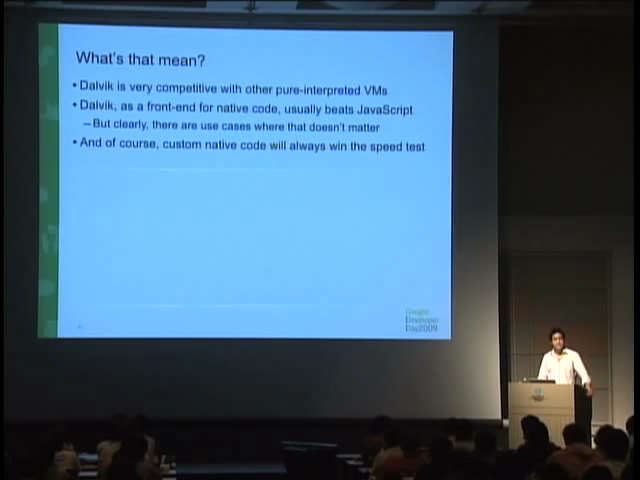 What's that mean?
• Dalvik is very competitive with other pure-interpreted VMs
• Dalvik, as a front-end for native code, usually beats JavaScript
–But clearly, there are use cases where that doesn't matter
• And of course, custom native code will always win the speed test
Google
Developer
Day2009